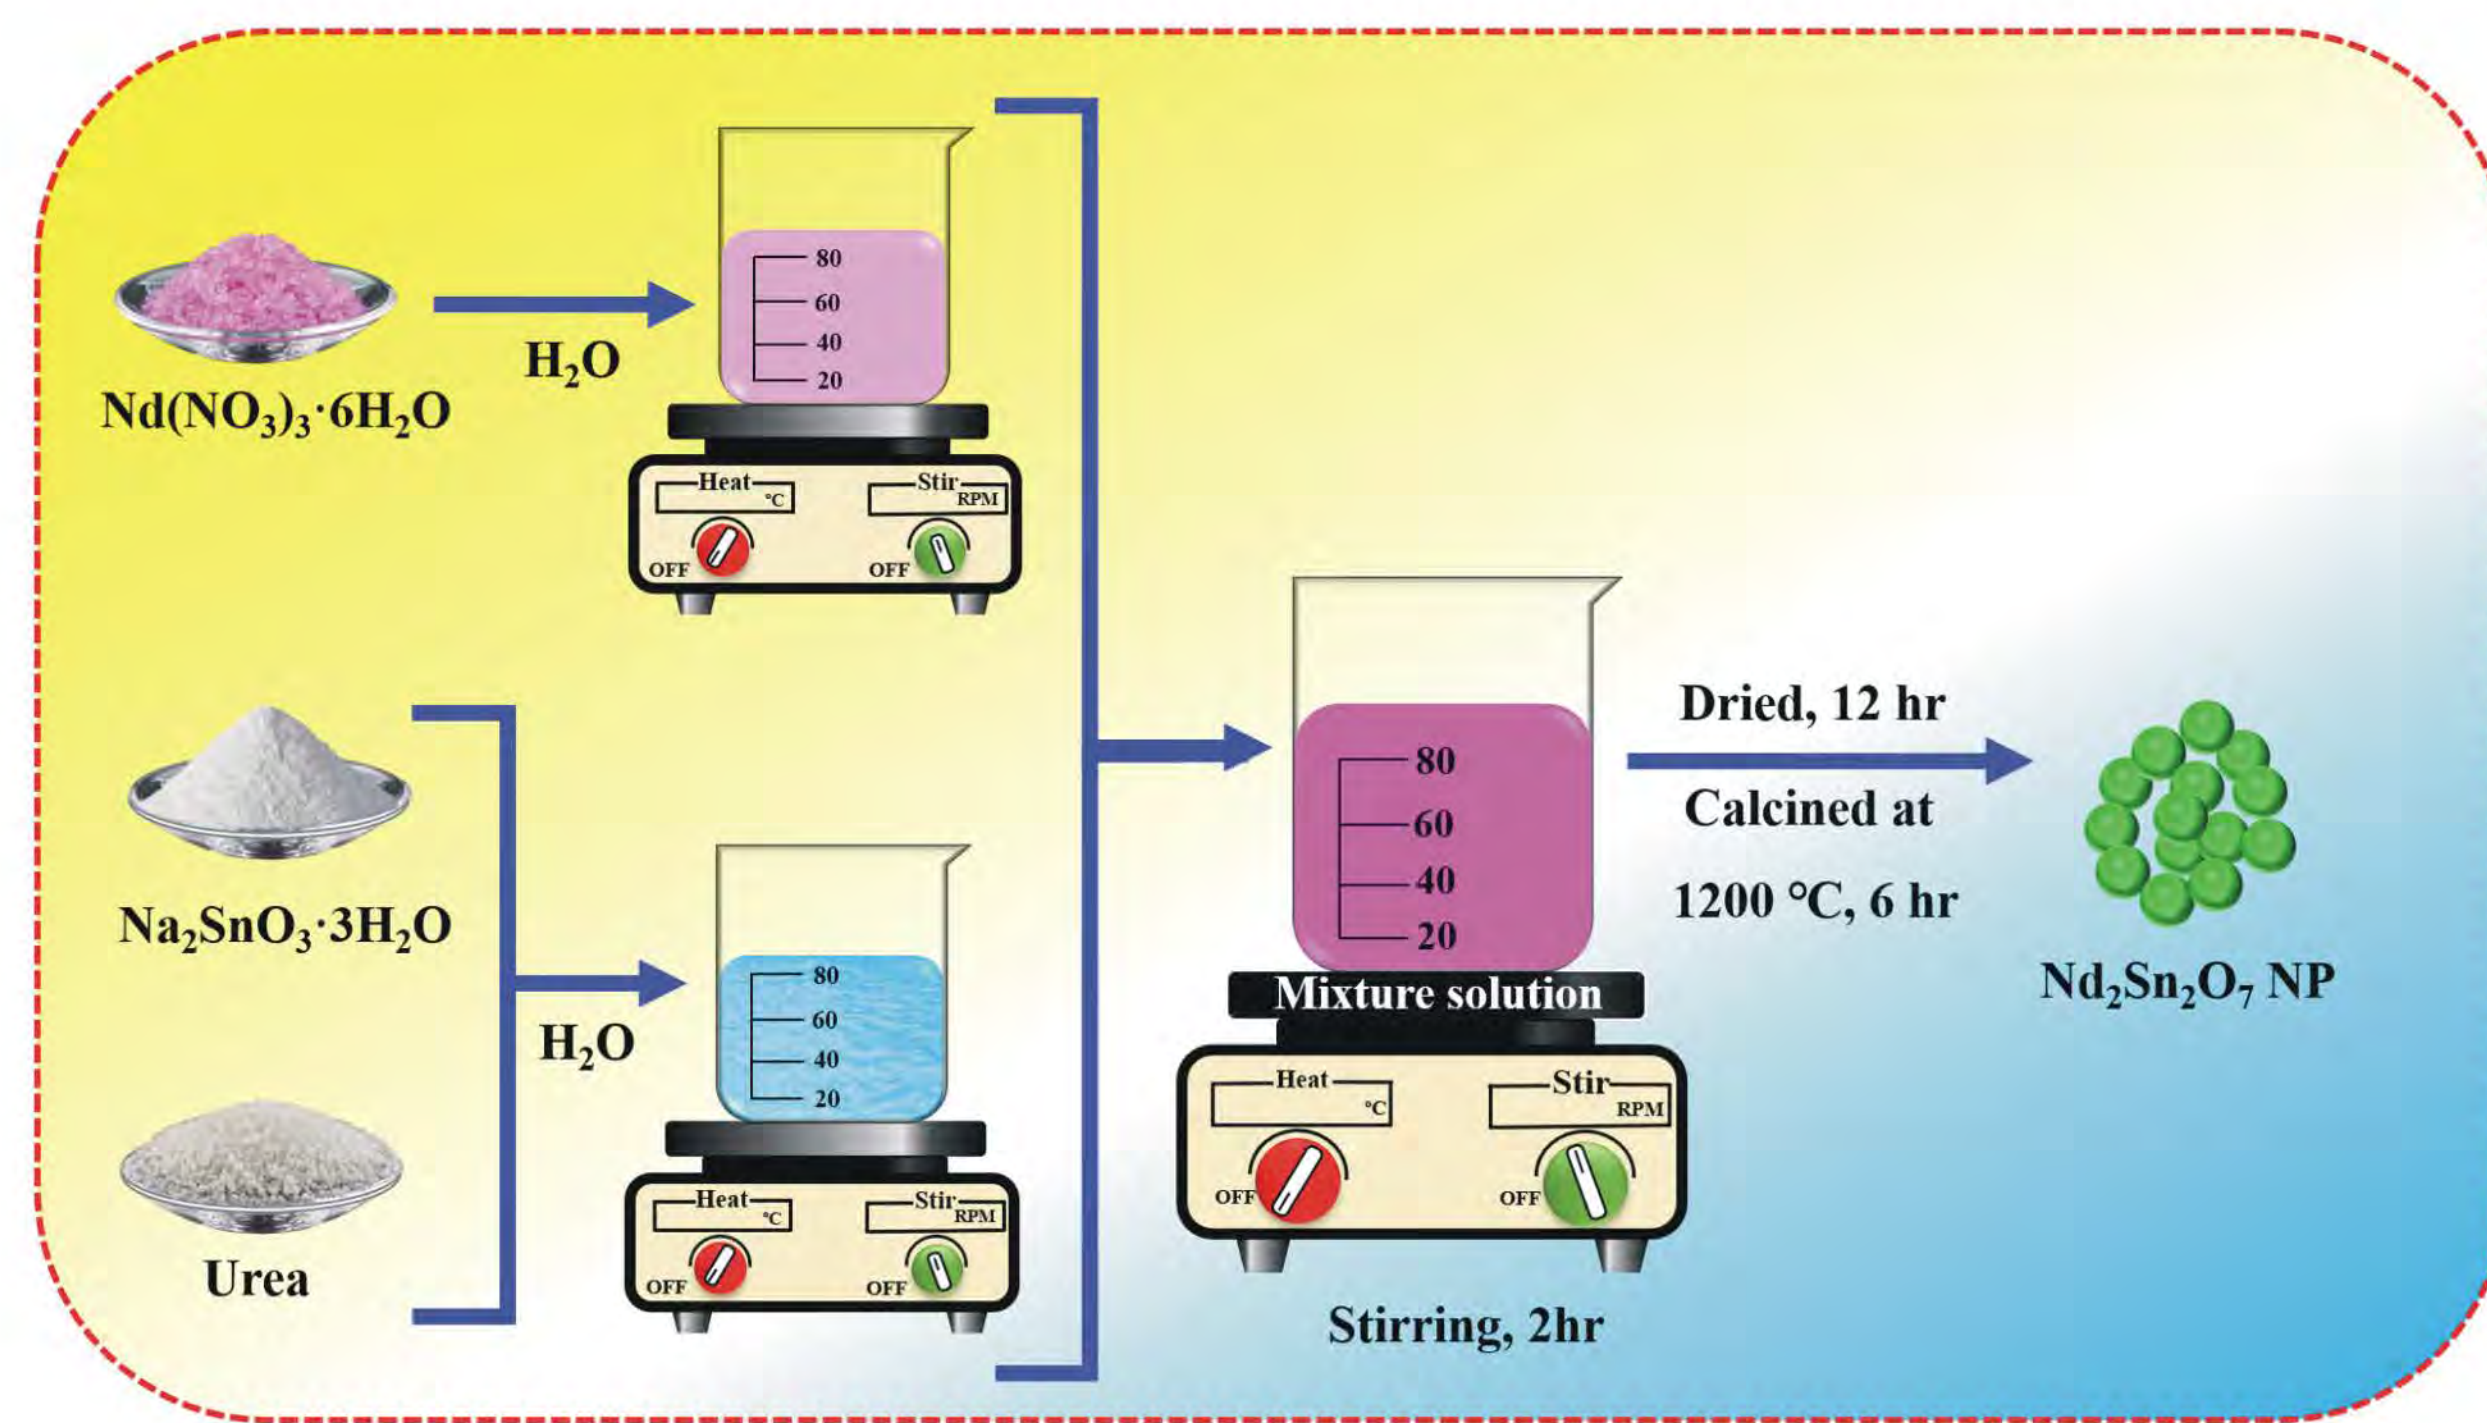 80
60
40
20
H₂O
Nd(NO₃)₃·6H₂O
Heat
°C
Stir
RPM
OFF
OFF
Na₂SnO₃·3H₂O
Urea
H₂O
80
60
40
20
Heat
°C
Stir
RPM
OFF
OFF
80
60
40
20
Mixture solution
Heat
°C
Stir
RPM
OFF
OFF
Stirring, 2hr
Dried, 12 hr
Calcined at
1200 °C, 6 hr
Nd₂Sn₂O₇ NP